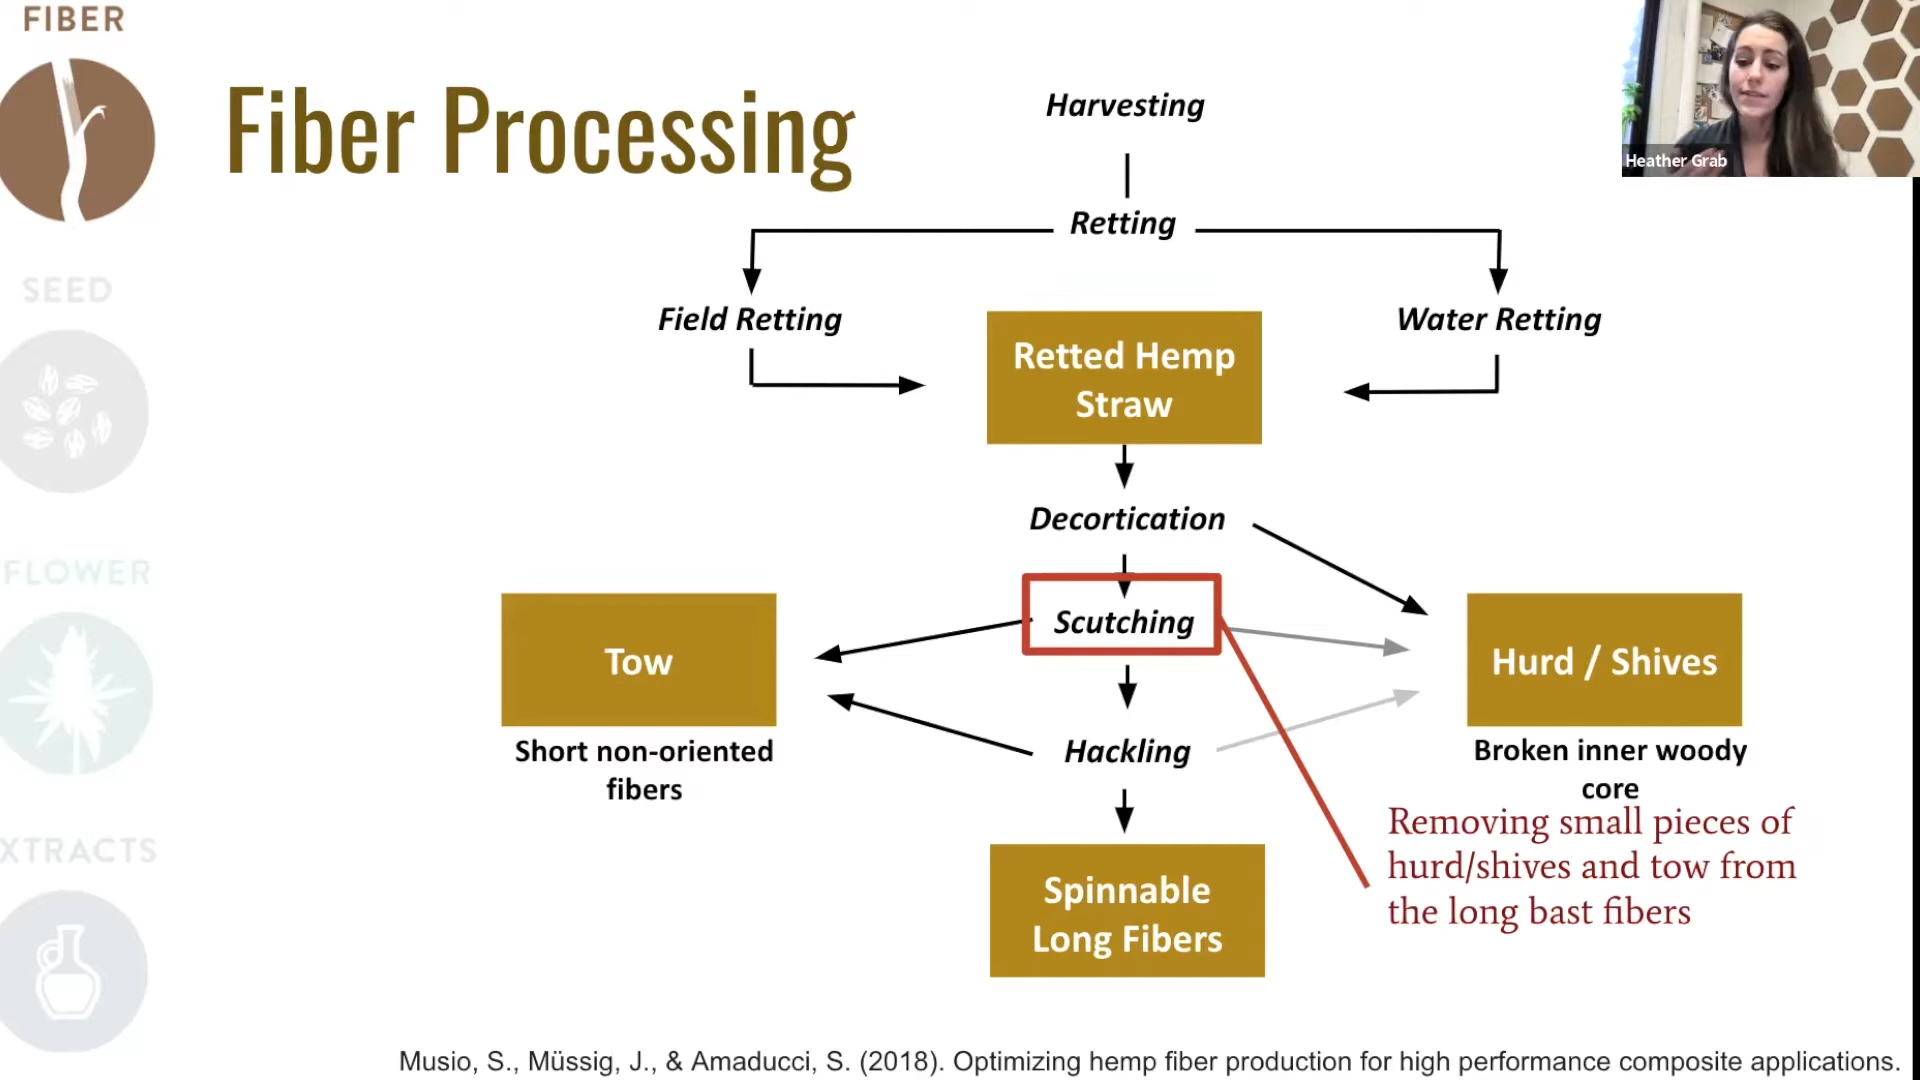 FIBER
SEED
FLOWER
XTRACTS
Fiber Processing
Harvesting
Retting
Field Retting
Water Retting
Retted Hemp
Straw
Decortication
Scutching
Tow
Short non-oriented
fibers
Hurd / Shives
Broken inner woody
core
Hackling
Spinnable
Long Fibers
Removing small pieces of
hurd/shives and tow from
the long bast fibers
Musio, S., Müssig, J., & Amaducci, S. (2018). Optimizing hemp fiber production for high performance composite applications.
Heather Grab